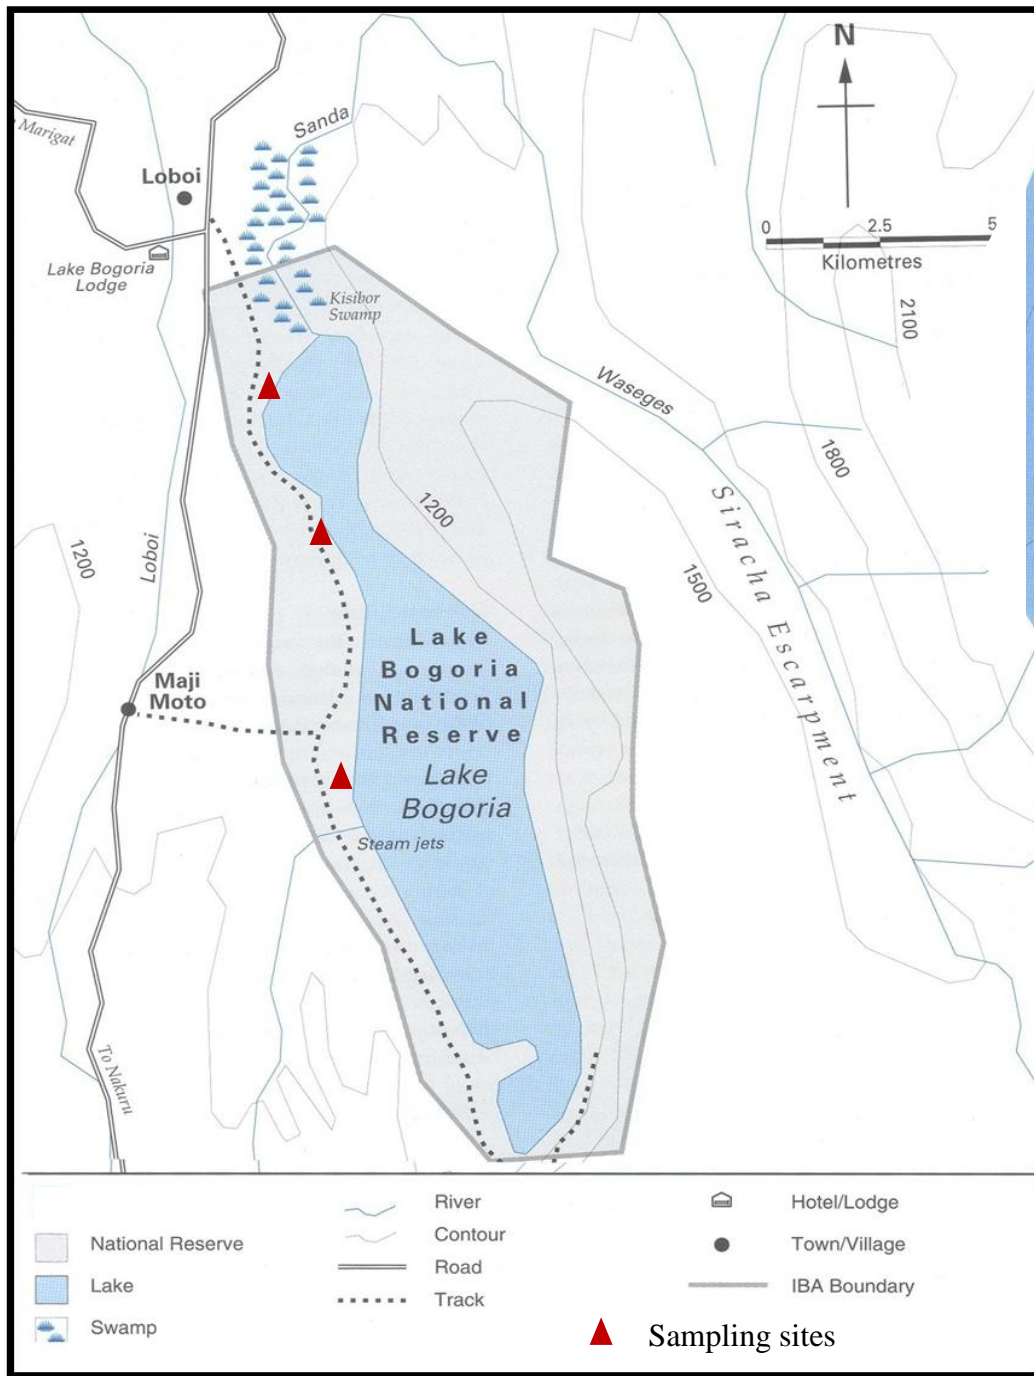 N
Sanda
Marigat
Loboi
0 2.5 5
Kilometres
Lake Bogoria
Lodge
Kisibor
Swamp
2100
Waseges
1800
1200
Siracha Escarpment
1200
Loboi
1500
Lake
Bogoria
National
Reserve
Maji
Moto
Lake
Bogoria
Steam jets
To Nakuru
River
Hotel/Lodge
National Reserve
Contour
Town/Village
Lake
Road
IBA Boundary
Swamp
Track
Sampling sites